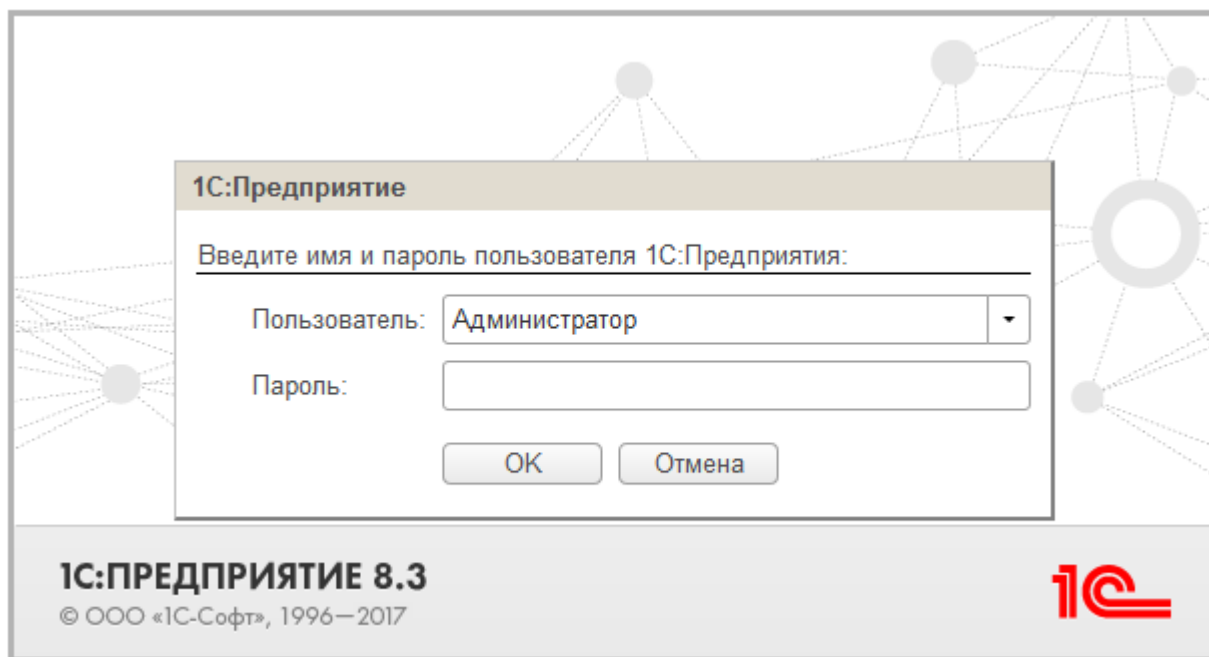 1С:Предприятие
Введите имя и пароль пользователя 1С:Предприятия:
Пользователь: Администратор
Пароль:
OK Отмена
1С:ПРЕДПРИЯТИЕ 8.3
© ООО «1С-Софт», 1996—2017
1С